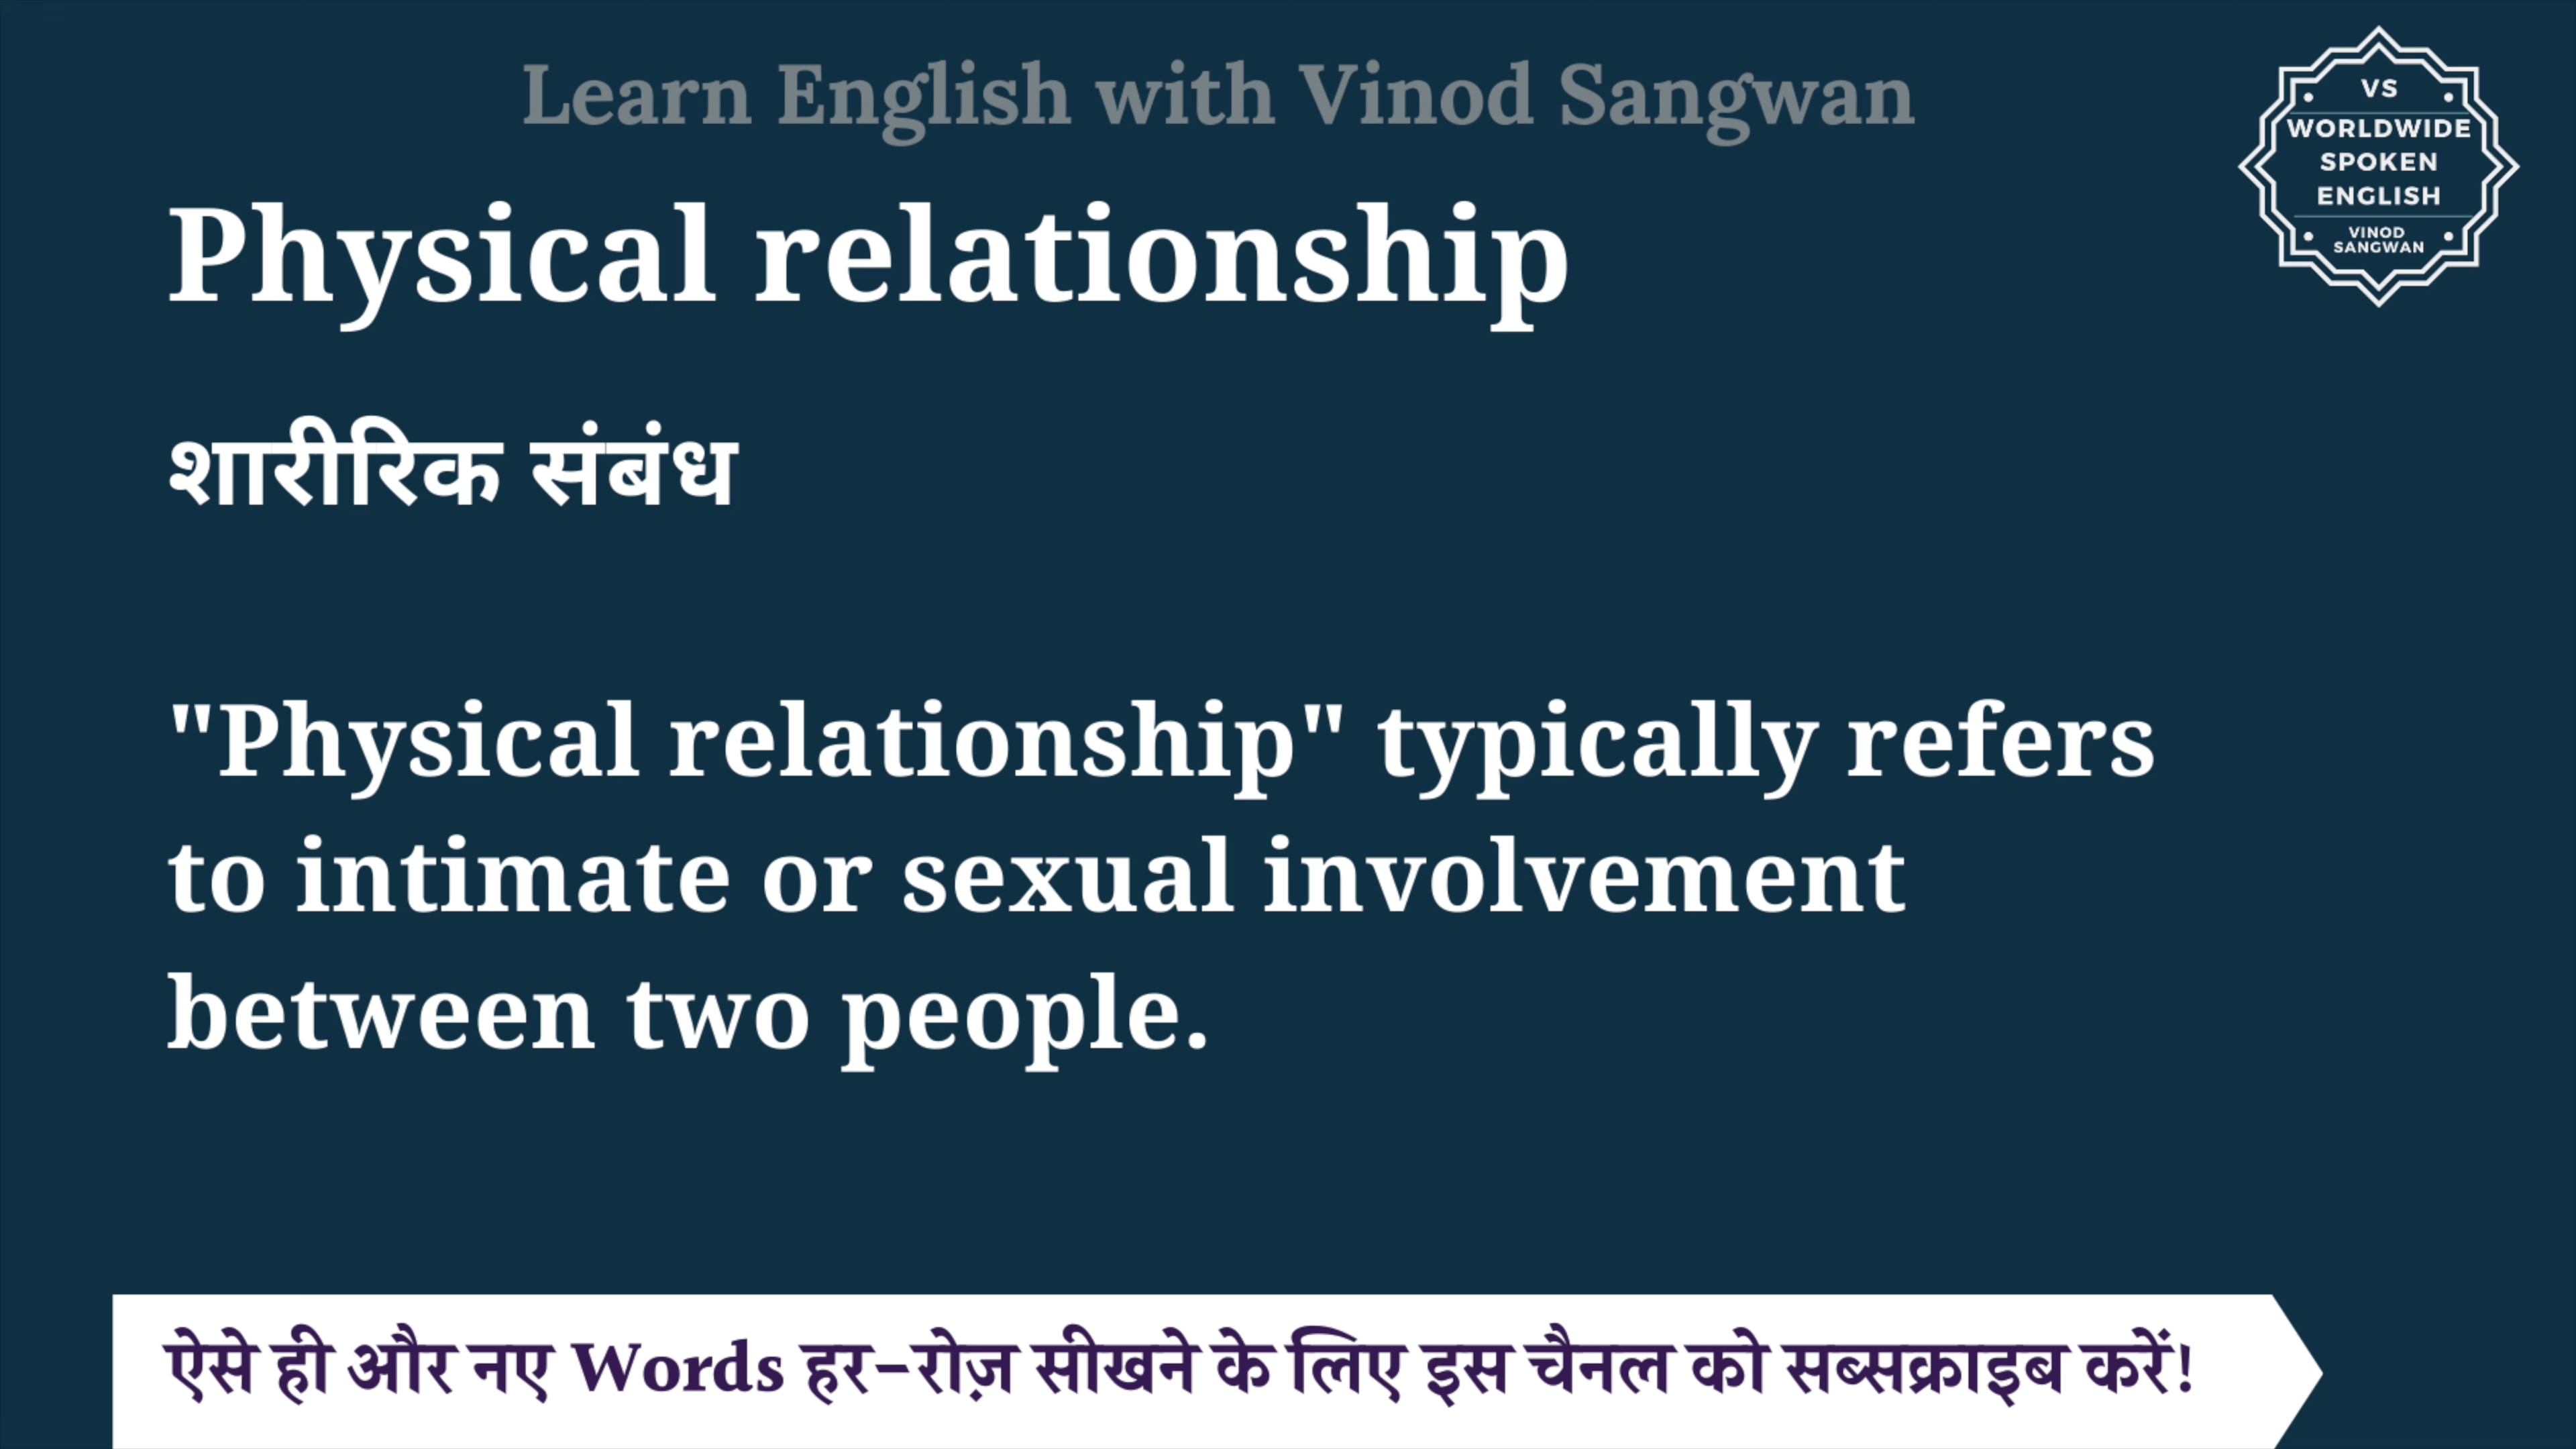 Learn English with Vinod Sangwan
VS
WORLDWIDE
SPOKEN
ENGLISH
VINOD
SANGWAN
Physical relationship
शारीरिक संबंध
"Physical relationship" typically refers
to intimate or sexual involvement
between two people.
ऐसे ही और नए Words हर-रोज़ सीखने के लिए इस चैनल को सब्सक्राइब करें!